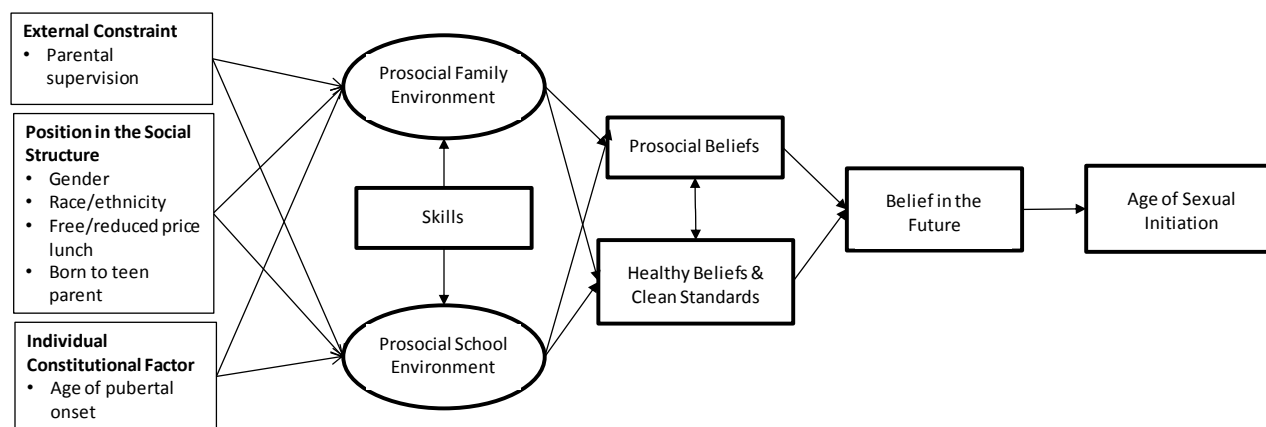 External Constraint
• Parental
supervision
Position in the Social
Structure
• Gender
• Race/ethnicity
• Free/reduced price
lunch
• Born to teen
parent
Individual
Constitutional Factor
• Age of pubertal
onset
Prosocial Family
Environment
Skills
Prosocial School
Environment
Prosocial Beliefs
Healthy Beliefs &
Clean Standards
Belief in the
Future
Age of Sexual
Initiation